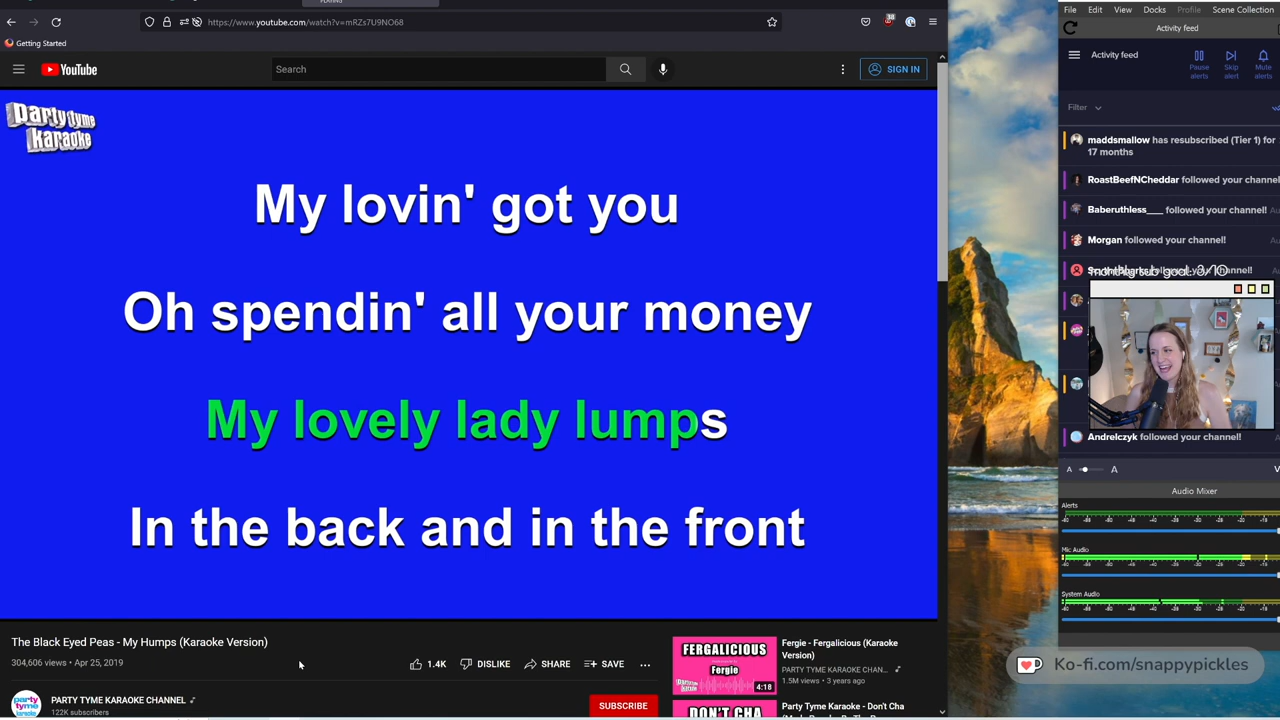 PLAYING
https://www.youtube.com/watch?v=mRZs7U9NO68
38
Getting Started
YouTube
Search
SIGN IN
party tyme
karaoke
My lovin' got you
Oh spendin' all your money
My lovely lady lumps
In the back and in the front
The Black Eyed Peas - My Humps (Karaoke Version)
304,606 views • Apr 25, 2019
1.4K
DISLIKE
SHARE
SAVE
PARTY TYME KARAOKE CHANNEL
122K subscribers
SUBSCRIBE
FERGALICIOUS
Fergie
4:18
Fergie - Fergalicious (Karaoke
Version)
PARTY TYME KARAOKE CHAN...
1.5M views • 3 years ago
DON'T CHA
Party Tyme Karaoke - Don't Cha
File Edit View Docks Profile Scene Collection
Activity feed
Activity feed
Pause
alerts
Skip
alert
Mute
alerts
Filter
maddsmallow has resubscribed (Tier 1) for
17 months
RoastBeefNCheddar followed your channel
Baberuthless___ followed your channel!
Morgan followed your channel!
monthly sub goal:
Andrelczyk followed your channel!
A A
Audio Mixer
Alerts
Mic Audio
System Audio
Ko-fi.com/snappypickles